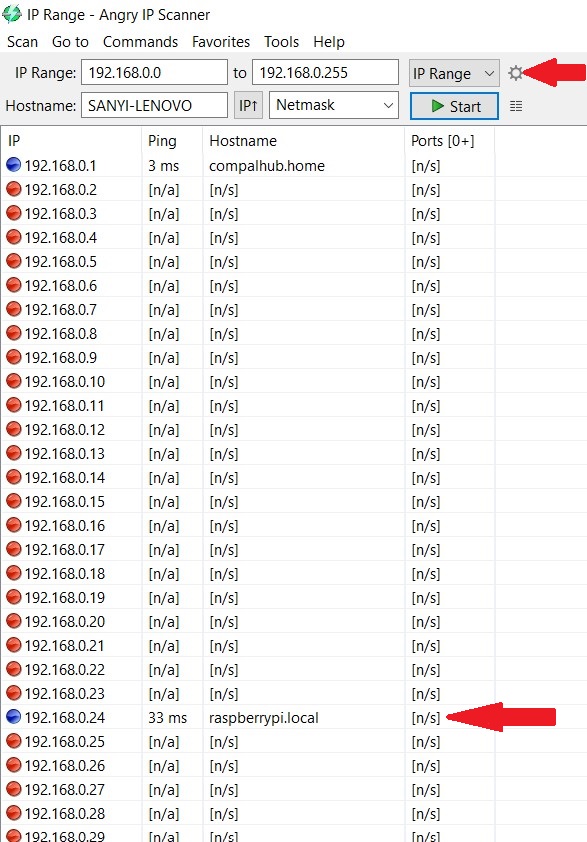 IP Range - Angry IP Scanner
Scan Go to Commands Favorites Tools Help
IP Range: 192.168.0.0 to 192.168.0.255 IP Range
Hostname: SANYI-LENOVO IP↑ Netmask Start
IP Ping Hostname Ports [0+]
192.168.0.1 3 ms compalhub.home [n/s]
192.168.0.2 [n/a] [n/s] [n/s]
192.168.0.3 [n/a] [n/s] [n/s]
192.168.0.4 [n/a] [n/s] [n/s]
192.168.0.5 [n/a] [n/s] [n/s]
192.168.0.6 [n/a] [n/s] [n/s]
192.168.0.7 [n/a] [n/s] [n/s]
192.168.0.8 [n/a] [n/s] [n/s]
192.168.0.9 [n/a] [n/s] [n/s]
192.168.0.10 [n/a] [n/s] [n/s]
192.168.0.11 [n/a] [n/s] [n/s]
192.168.0.12 [n/a] [n/s] [n/s]
192.168.0.13 [n/a] [n/s] [n/s]
192.168.0.14 [n/a] [n/s] [n/s]
192.168.0.15 [n/a] [n/s] [n/s]
192.168.0.16 [n/a] [n/s] [n/s]
192.168.0.17 [n/a] [n/s] [n/s]
192.168.0.18 [n/a] [n/s] [n/s]
192.168.0.19 [n/a] [n/s] [n/s]
192.168.0.20 [n/a] [n/s] [n/s]
192.168.0.21 [n/a] [n/s] [n/s]
192.168.0.22 [n/a] [n/s] [n/s]
192.168.0.23 [n/a] [n/s] [n/s]
192.168.0.24 33 ms raspberrypi.local [n/s]
192.168.0.25 [n/a] [n/s] [n/s]
192.168.0.26 [n/a] [n/s] [n/s]
192.168.0.27 [n/a] [n/s] [n/s]
192.168.0.28 [n/a] [n/s] [n/s]
192.168.0.29 [n/a] [n/s] [n/s]